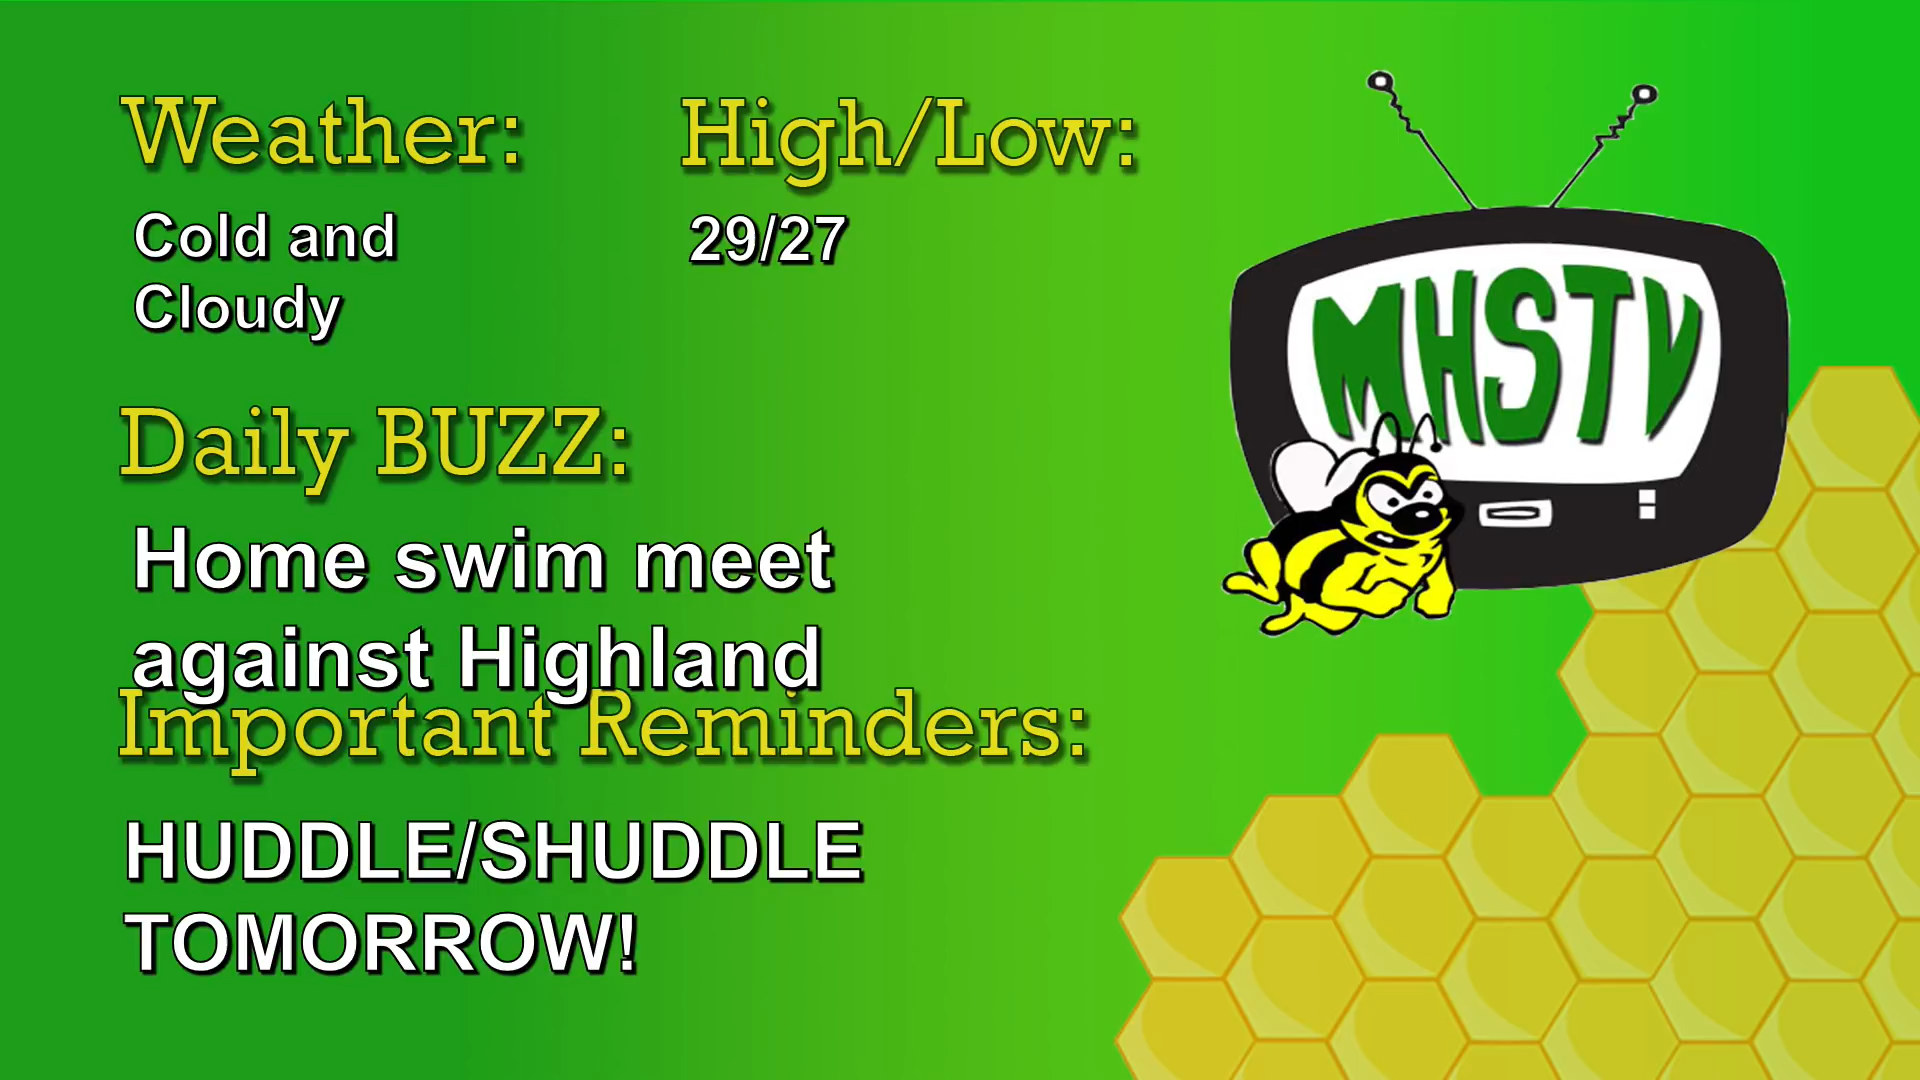 Weather:
High/Low:
Cold and
Cloudy
29/27
MHSTV
Daily BUZZ:
Home swim meet
against Highland
Important Reminders:
HUDDLE/SHUDDLE
TOMORROW!